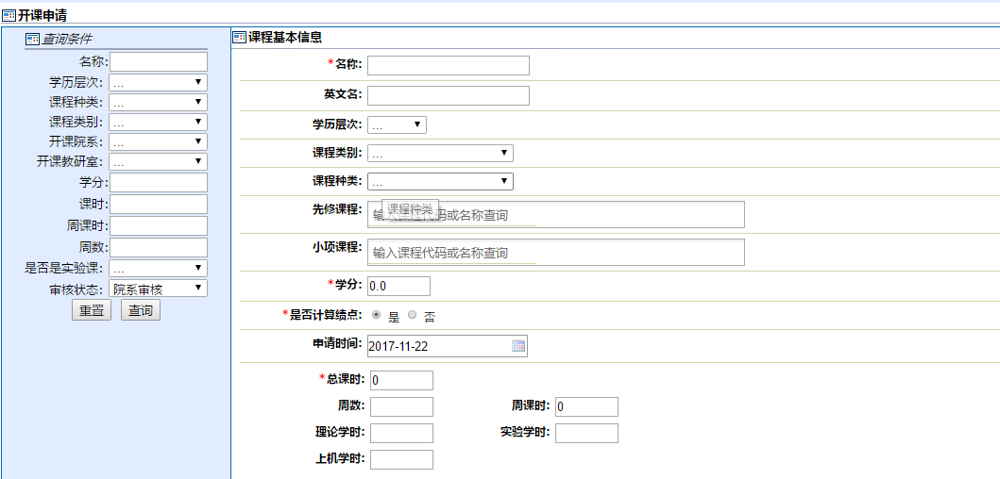 开课申请
查询条件
名称:
学历层次: ...
课程种类: ...
课程类别: ...
开课院系: ...
开课教研室: ...
学分:
课时:
周课时:
周数:
是否是实验课: ...
审核状态: 院系审核
重置 查询
课程基本信息
*名称:
英文名:
学历层次: ...
课程类别: ...
课程种类: ...
课程种类
先修课程: 输入课程代码或名称查询
小项课程: 输入课程代码或名称查询
*学分: 0.0
*是否计算绩点: 是 否
申请时间: 2017-11-22
*总课时: 0
周数: 周课时: 0
理论学时: 实验学时:
上机学时: